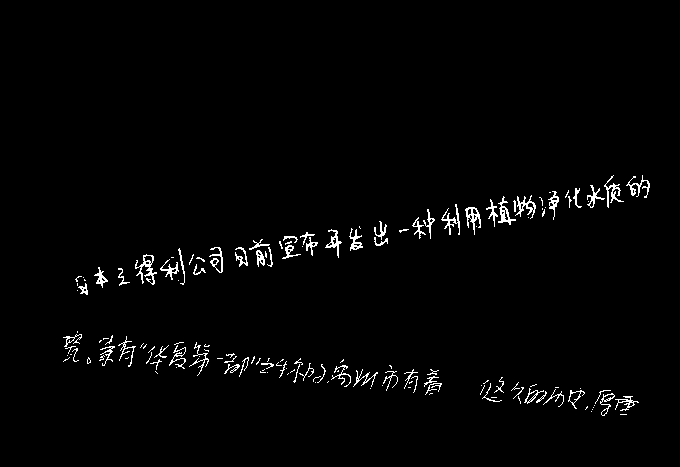 日本三得利公司日前宣布开发出一种利用植物净化水质的
览。素有“华夏第一都”之称的禹州市有着 悠久的历史,厚重